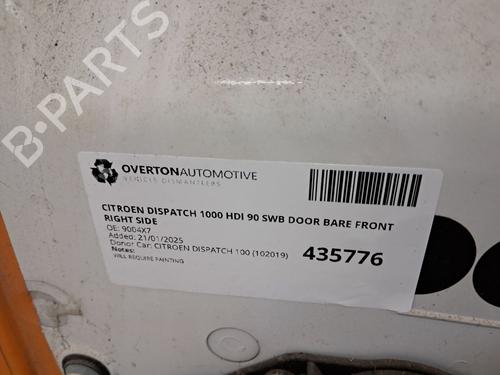 B-PARTS
OVERTONAUTOMOTIVE
VEHICLE DISMANTLERS
CITROEN DISPATCH 1000 HDI 90 SWB DOOR BARE FRONT
RIGHT SIDE
OE: 9004X7
Added: 21/01/2025
Donor Car: CITROEN DISPATCH 100 (102019)
Notes:
WILL REQUIRE PAINTING
435776